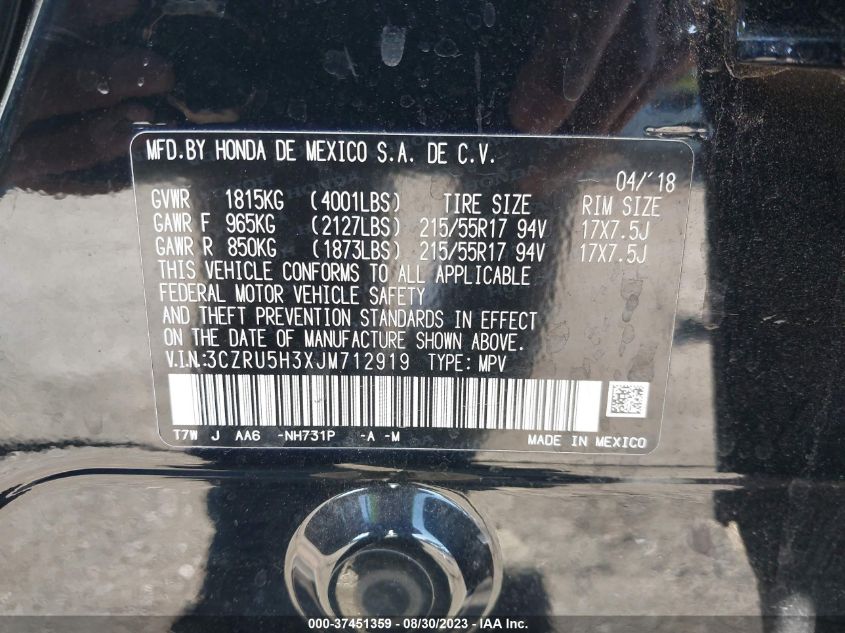 MFD.BY HONDA DE MEXICO S.A. DE C.V.
04/'18
GVWR 1815KG (4001LBS) TIRE SIZE RIM SIZE
GAWR F 965KG (2127LBS) 215/55R17 94V 17X7.5J
GAWR R 850KG (1873LBS) 215/55R17 94V 17X7.5J
THIS VEHICLE CONFORMS TO ALL APPLICABLE
FEDERAL MOTOR VEHICLE SAFETY
AND THEFT PREVENTION STANDARDS IN EFFECT
ON THE DATE OF MANUFACTURE SHOWN ABOVE.
V.I.N:3CZRU5H3XJM712919 TYPE: MPV
T7W J AA6 -NH731P -A -M MADE IN MEXICO
000-37451359 | 08/30/2023 | IAA Inc.